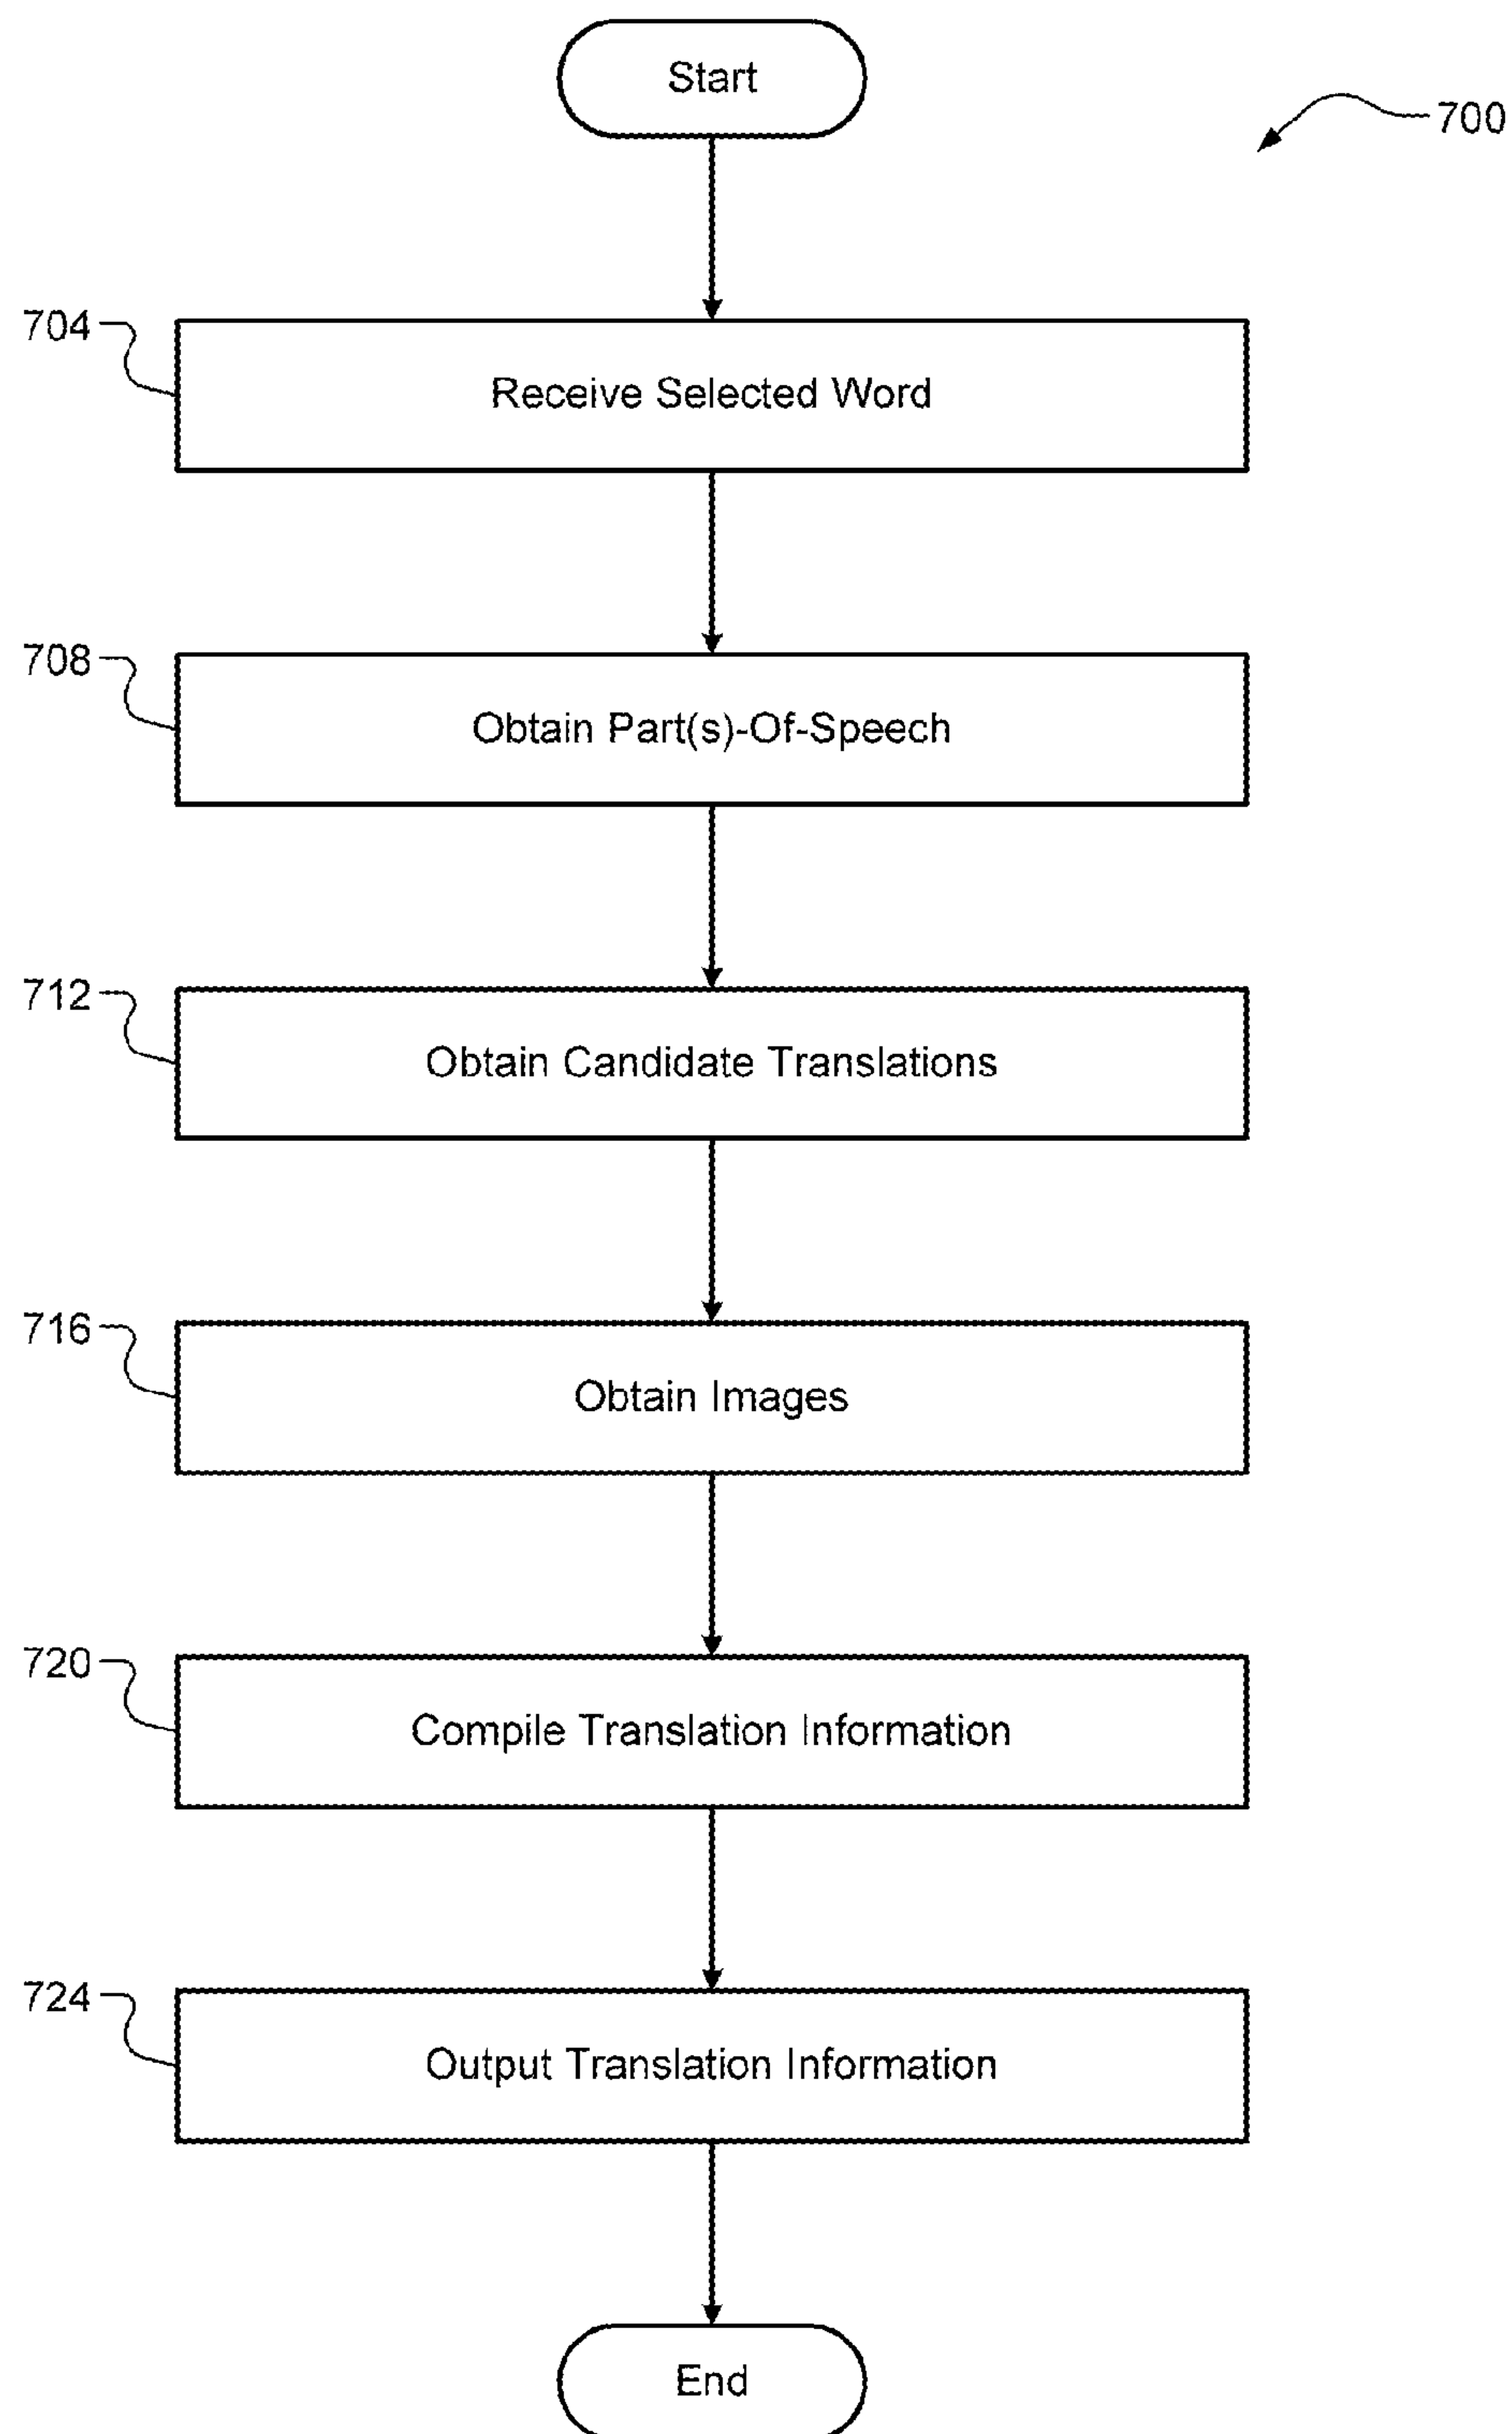 Start
700
704
Receive Selected Word
708
Obtain Part(s)-Of-Speech
712
Obtain Candidate Translations
716
Obtain Images
720
Compile Translation Information
724
Output Translation Information
End